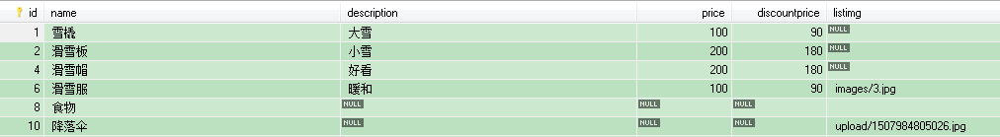 id name description price discountprice listimg
1 雪橇 大雪 100 90 NULL
2 滑雪板 小雪 200 180 NULL
4 滑雪帽 好看 200 180 NULL
6 滑雪服 暖和 100 90 images/3.jpg
8 食物 NULL NULL NULL
10 降落伞 NULL NULL NULL upload/1507984805026.jpg